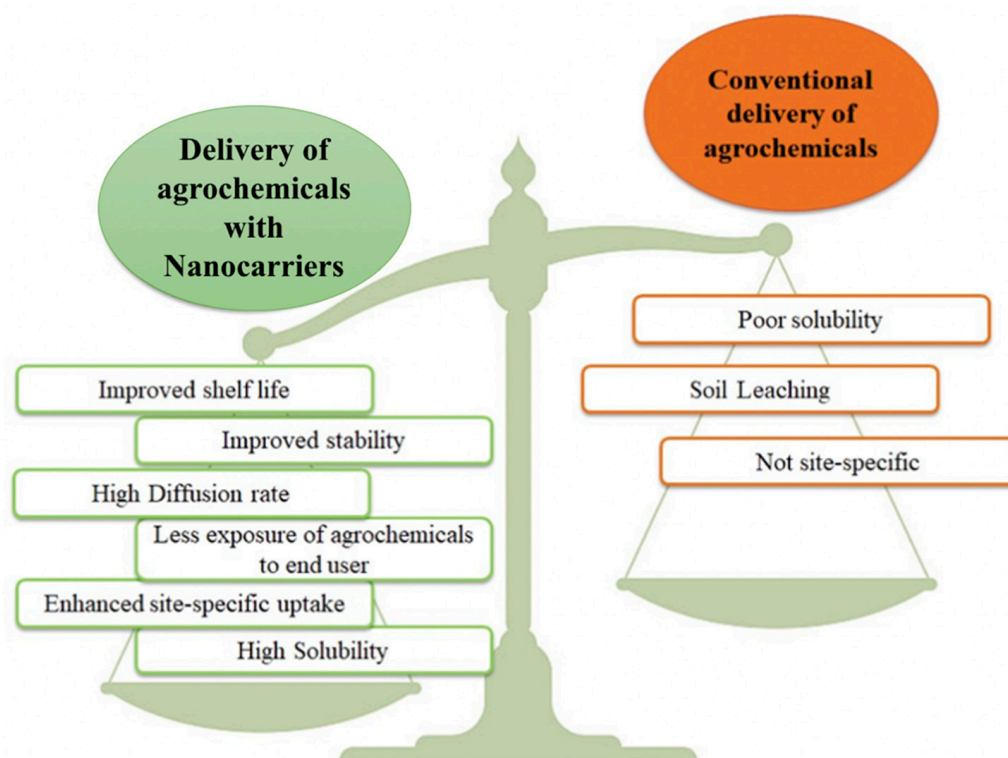 Delivery of
agrochemicals
with
Nanocarriers
Improved shelf life
Improved stability
High Diffusion rate
Less exposure of agrochemicals
to end user
Enhanced site-specific uptake
High Solubility
Conventional
delivery of
agrochemicals
Poor solubility
Soil Leaching
Not site-specific